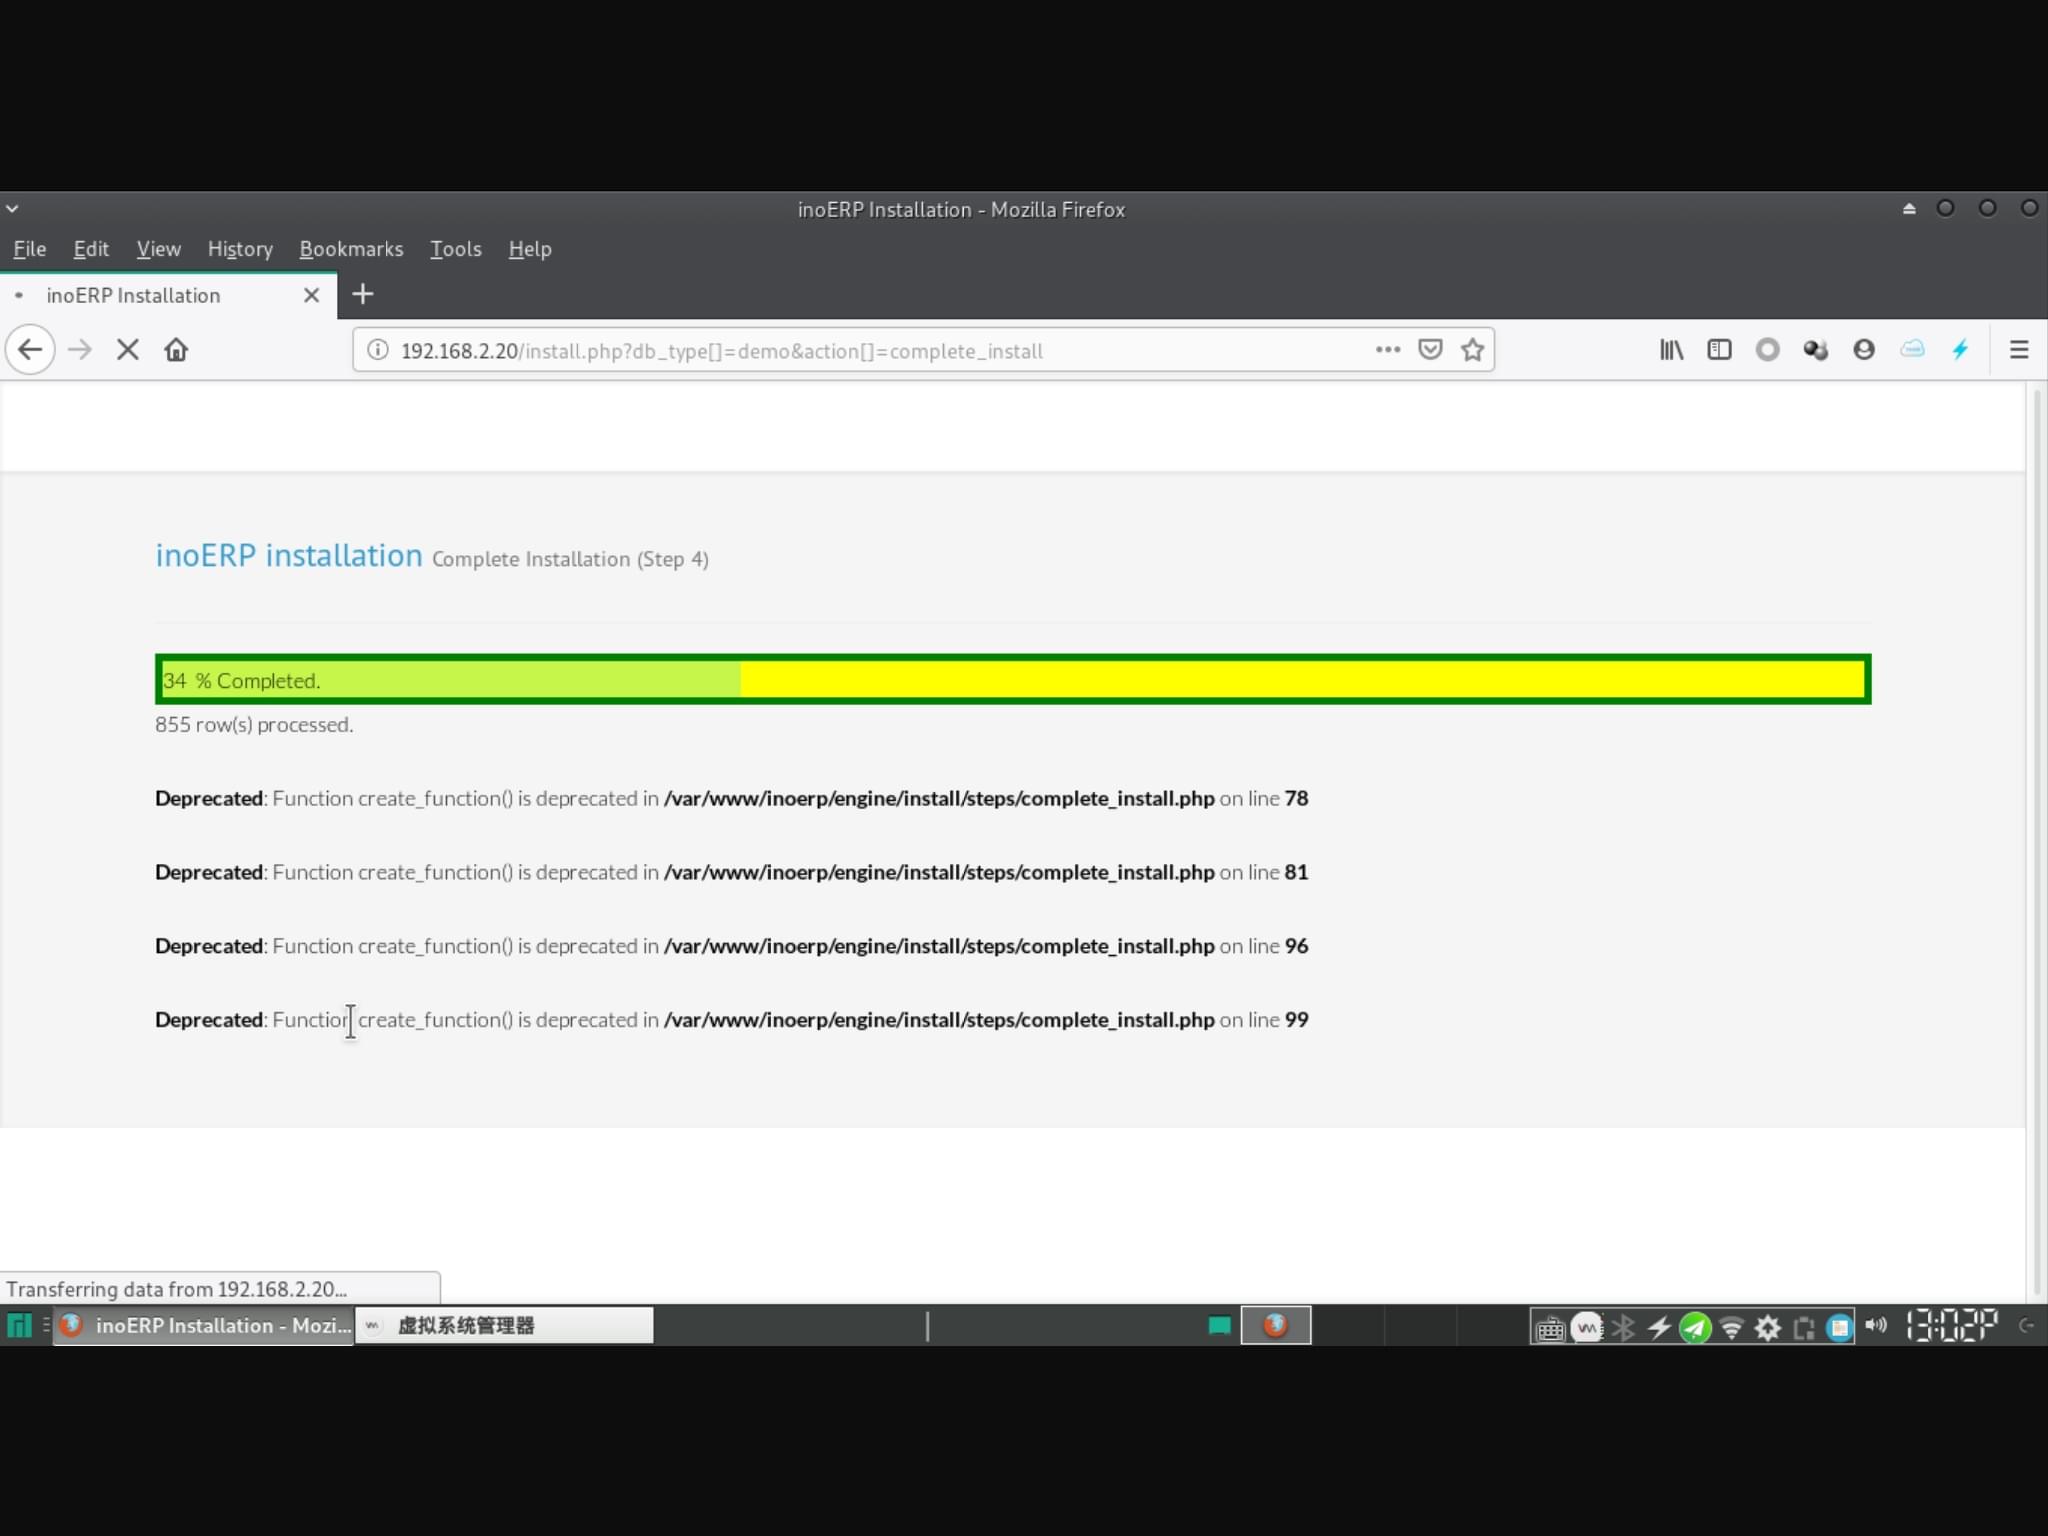 inoERP Installation - Mozilla Firefox
File Edit View History Bookmarks Tools Help
inoERP Installation
192.168.2.20/install.php?db_type[]=demo&action[]=complete_install
inoERP installation Complete Installation (Step 4)
34 % Completed.
855 row(s) processed.
Deprecated: Function create_function() is deprecated in /var/www/inoerp/engine/install/steps/complete_install.php on line 78
Deprecated: Function create_function() is deprecated in /var/www/inoerp/engine/install/steps/complete_install.php on line 81
Deprecated: Function create_function() is deprecated in /var/www/inoerp/engine/install/steps/complete_install.php on line 96
Deprecated: Function create_function() is deprecated in /var/www/inoerp/engine/install/steps/complete_install.php on line 99
Transferring data from 192.168.2.20...
inoERP Installation - Mozi... 虚拟系统管理器 13:02P